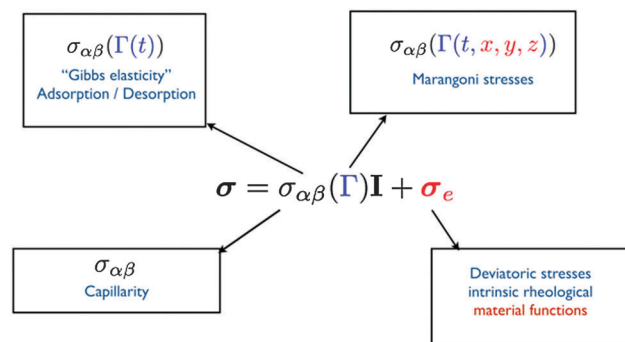 σαβ(Γ(t))
“Gibbs elasticity”
Adsorption / Desorption
σαβ(Γ(t, x, y, z))
Marangoni stresses
σ = σαβ(Γ)I + σe
σαβ
Capillarity
Deviatoric stresses
intrinsic rheological
material functions